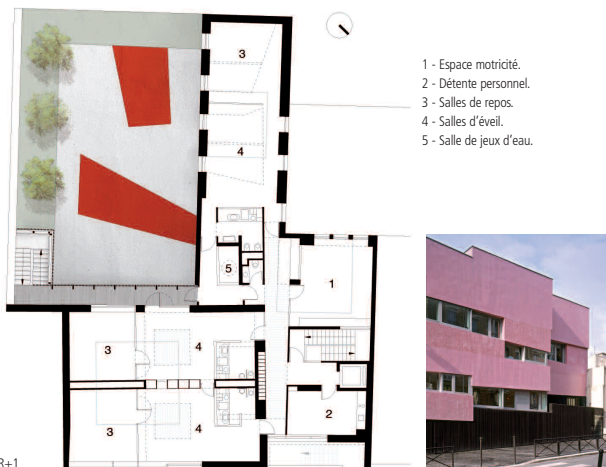 3
4
5
1
3
4
2
3
4
R+1
1 - Espace motricité.
2 - Détente personnel.
3 - Salles de repos.
4 - Salles d'éveil.
5 - Salle de jeux d'eau.